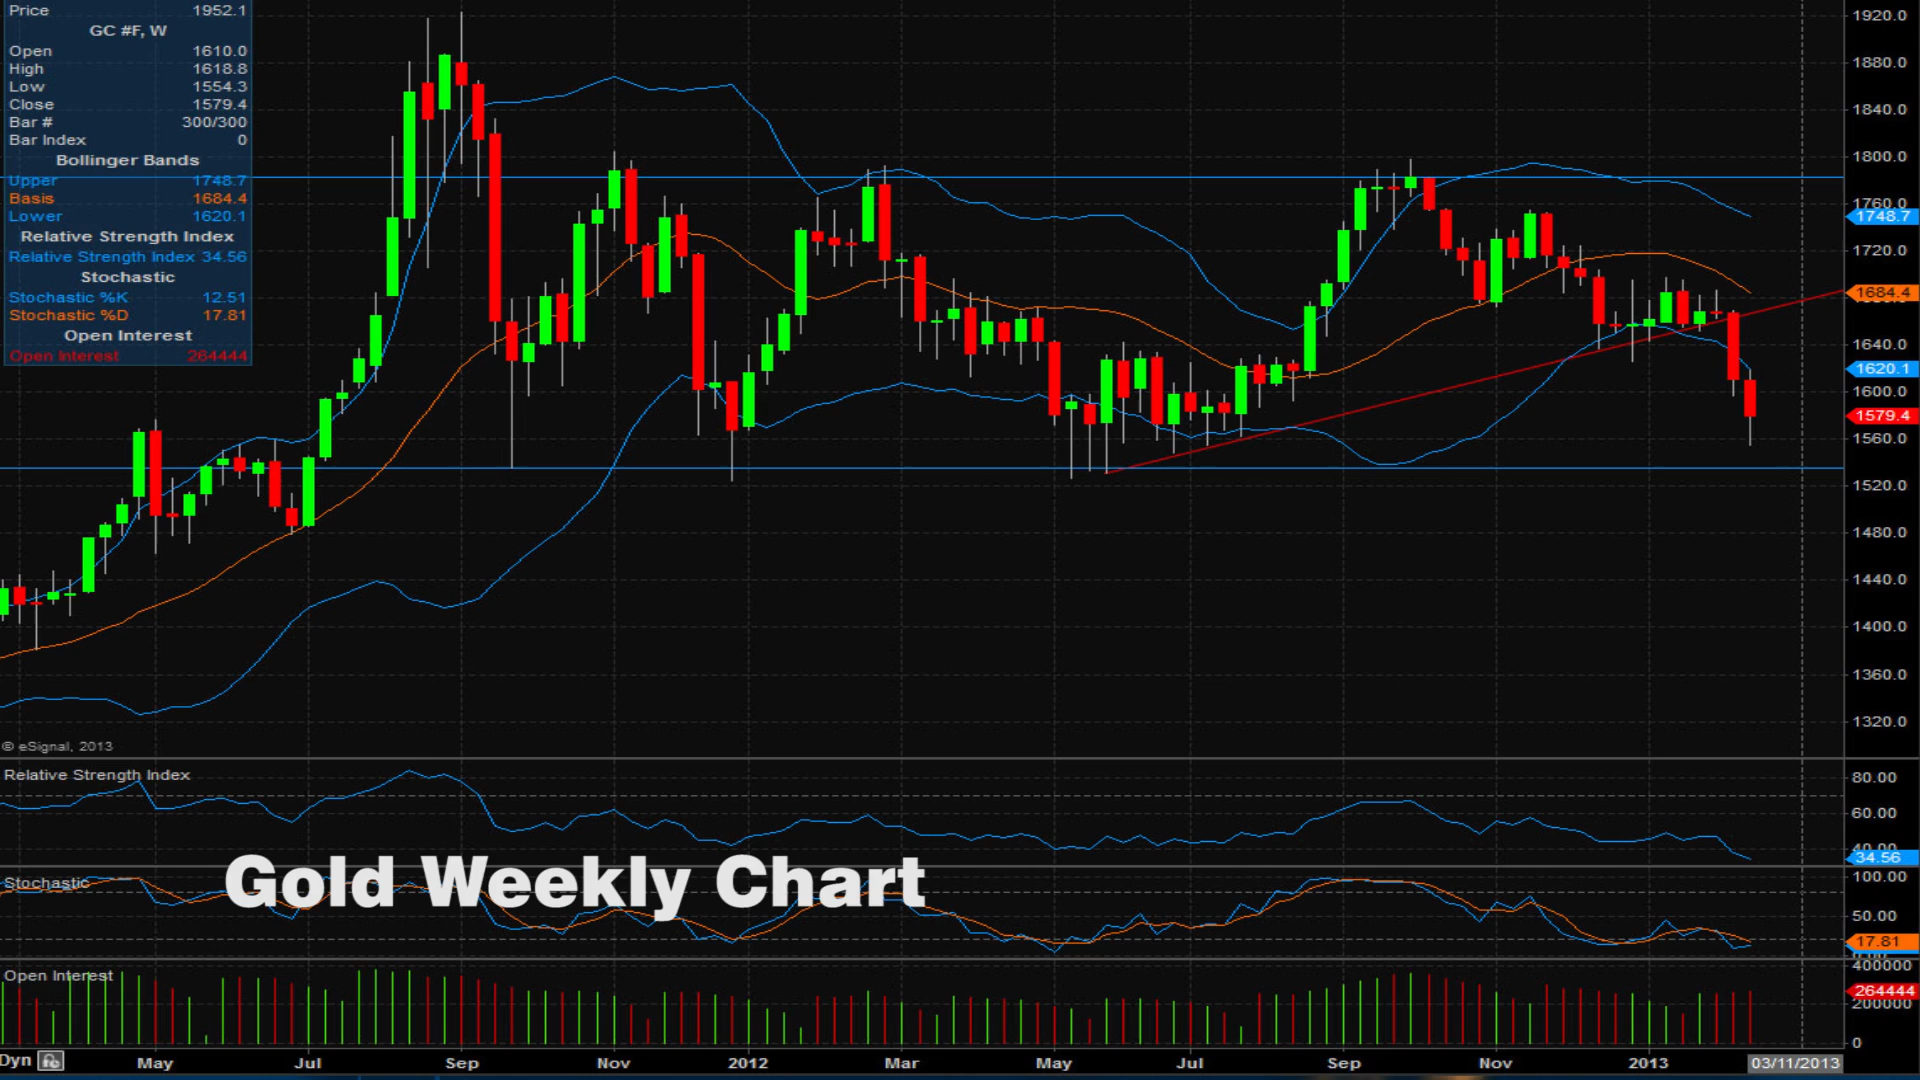 Price 1952.1
GC #F, W
Open 1610.0
High 1618.8
Low 1554.3
Close 1579.4
Bar # 300/300
Bar Index 0
Bollinger Bands
Upper 1748.7
Basis 1684.4
Lower 1620.1
Relative Strength Index
Relative Strength Index 34.56
Stochastic
Stochastic %K 12.51
Stochastic %D 17.81
Open Interest
Open Interest 264444
1920.0
1880.0
1840.0
1800.0
1760.0
1748.7
1720.0
1684.4
1640.0
1620.1
1600.0
1579.4
1560.0
1520.0
1480.0
1440.0
1400.0
1360.0
1320.0
© eSignal, 2013
Relative Strength Index
80.00
60.00
40.00
34.56
Gold Weekly Chart
Stochastic
100.00
50.00
17.81
0.00
Open Interest
400000
264444
200000
0
Dyn
May Jul Sep Nov 2012 Mar May Jul Sep Nov 2013 03/11/2013